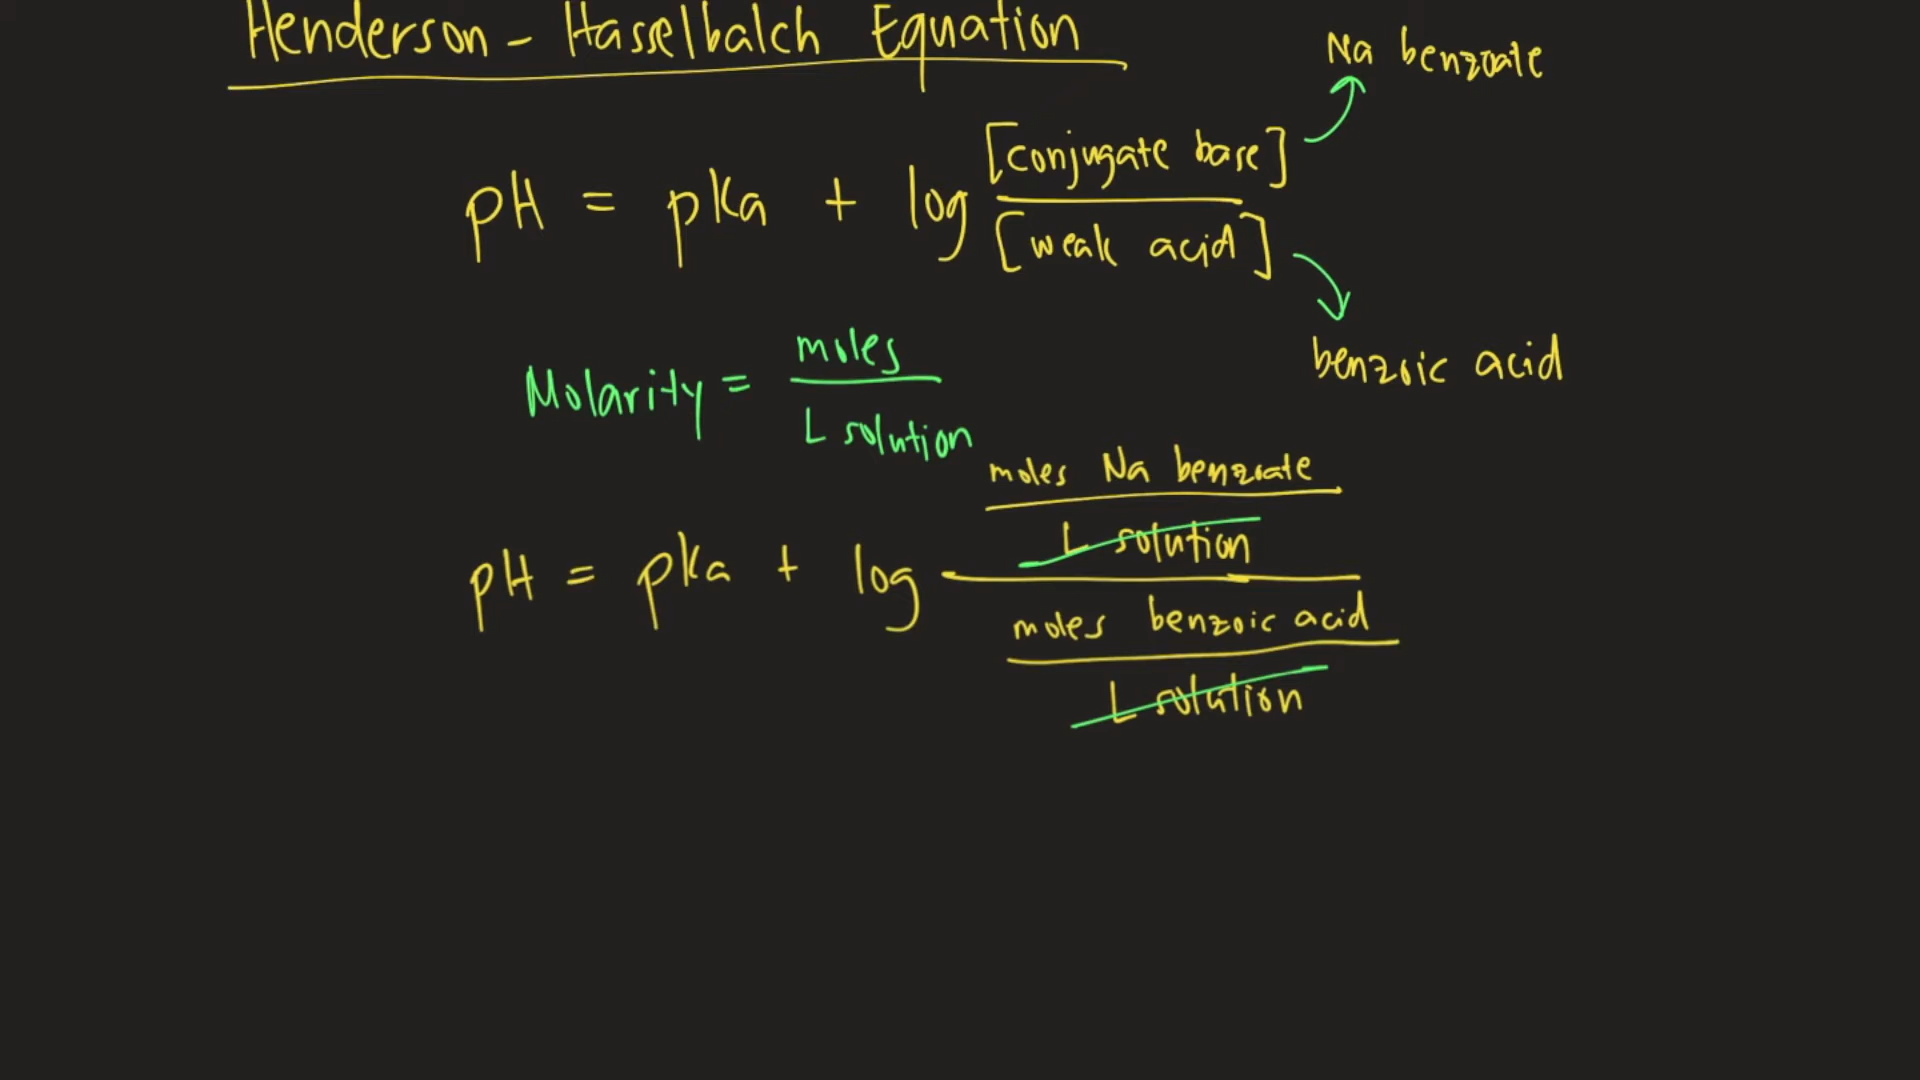 Henderson - Hasselbalch Equation
Na benzoate
[conjugate base]
pH = pKa + log
[weak acid]
moles
Molarity =
L solution
benzoic acid
moles Na benzoate
L solution
pH = pKa + log
moles benzoic acid
L solution